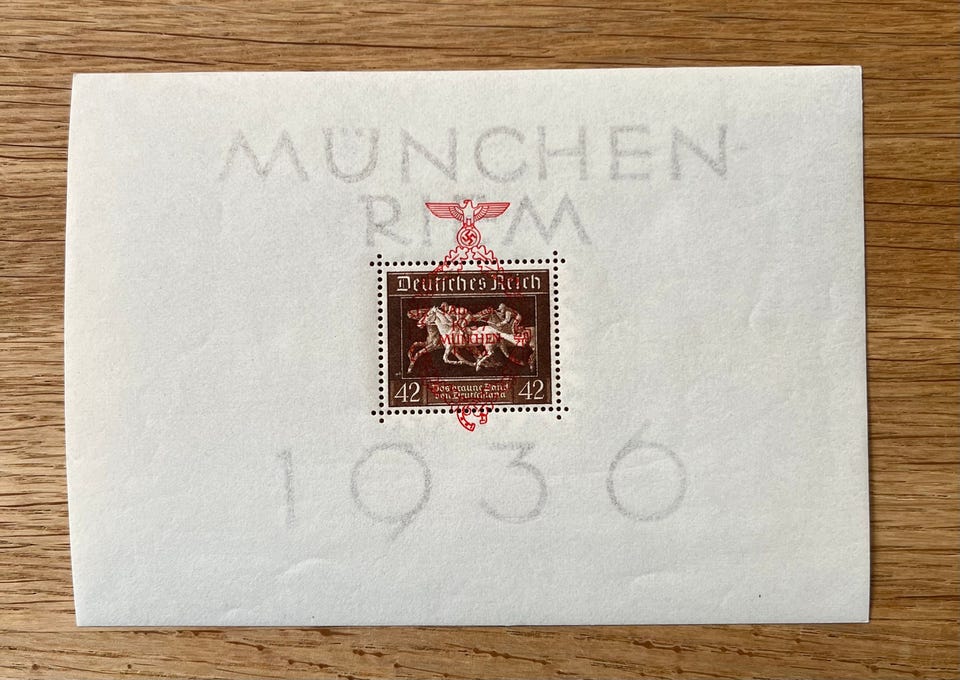 MÜNCHEN
RIEM
Deutsches Reich
MÜNCHEN
42 Das Braune Band 42
von Deutschland
1936